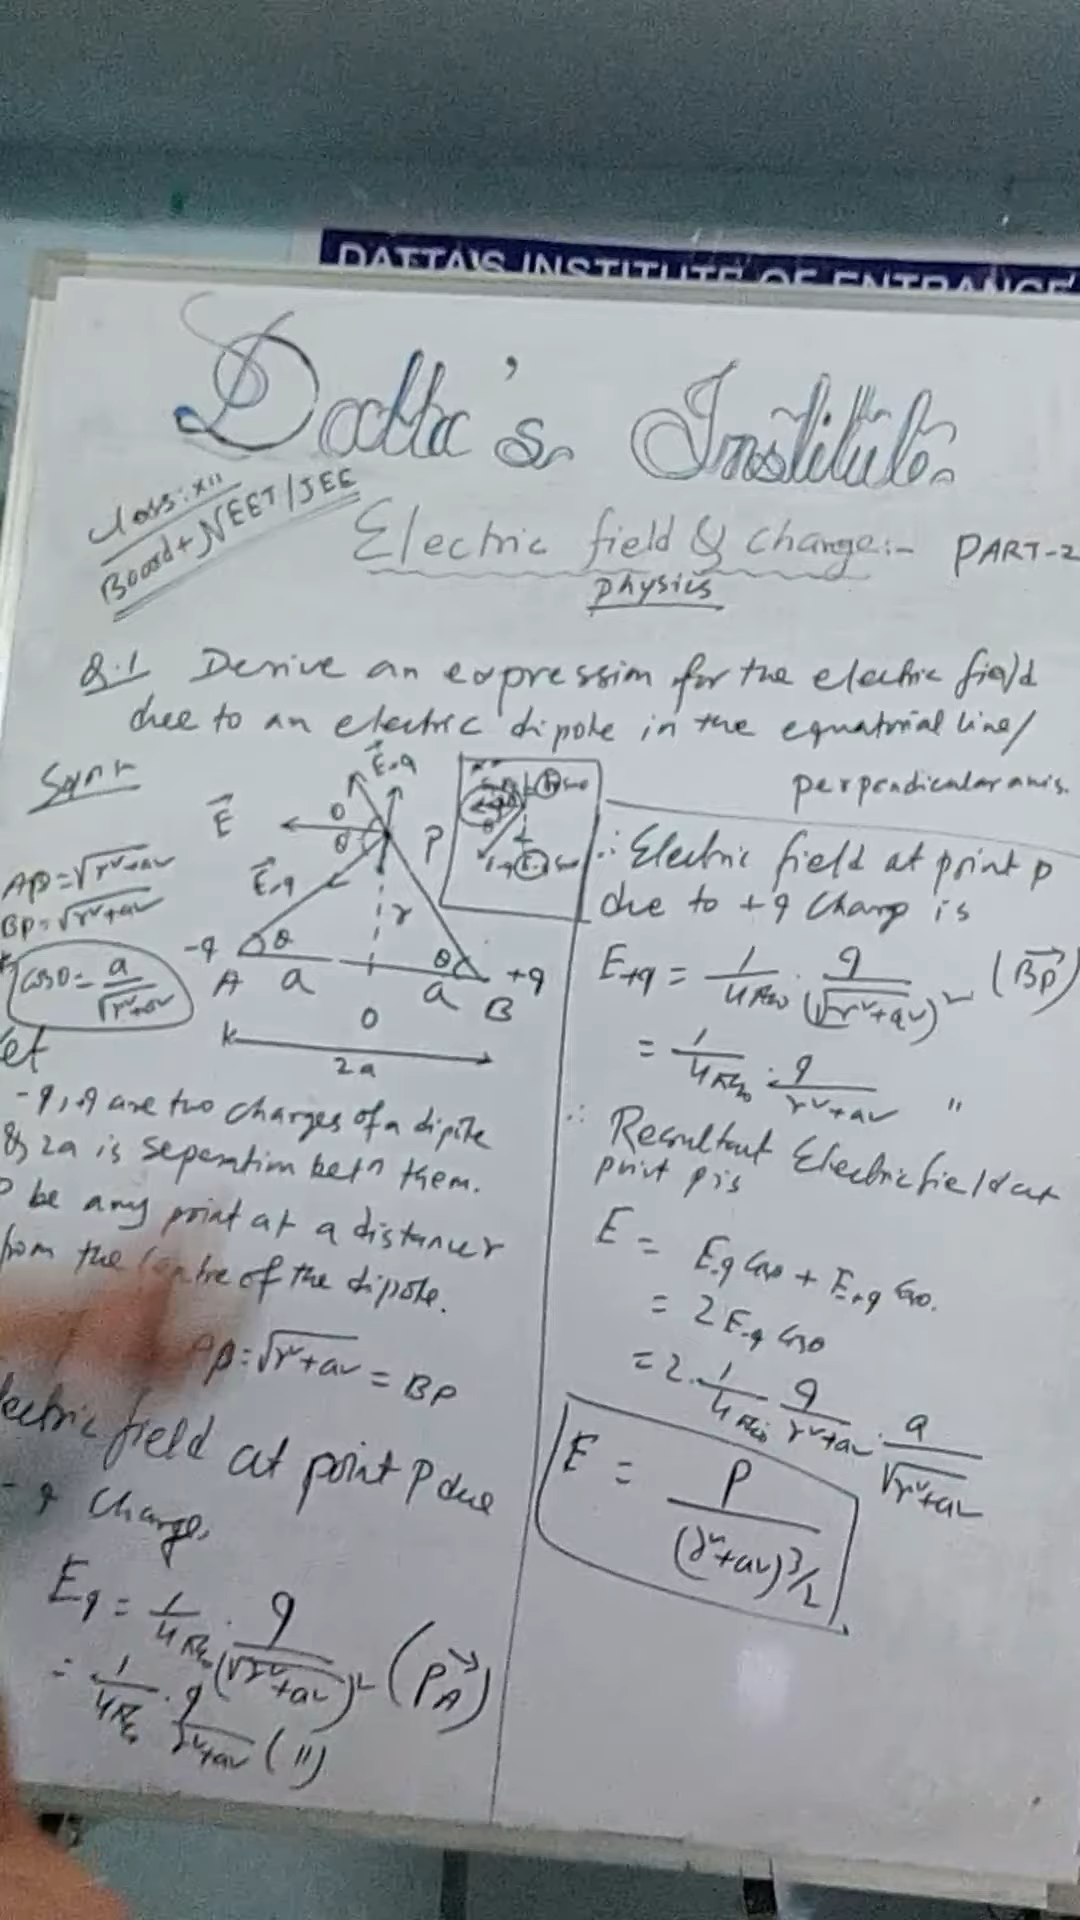 DATTA'S INSTITUTE OF ENTRANCE
Datta's Institute
Class: XII
Board + NEET/JEE
Electric field & charge:- PART-2
physics
Q.1 Derive an expression for the electric field
due to an electric dipole in the equatrial line/
perpendicular axis.
E₋q
E⃗
θ
θ
P
E⃗₋q
r
AP = √r²+a²
BP = √r²+a²
cosθ = a/√r²+a²
-q
θ
θ
+q
A
a
a
B
O
2a
Let
-q, q are two charges of a dipole
& 2a is seperation betn them.
P be any point at a distance r
from the centre of the dipole.
AP = √r²+a² = BP
Electric field at point P due
-q charge,
Eq = 1/4πε₀ · q/(√r²+a²)² (PA⃗)
= 1/4πε₀ · q/r²+a² (")
∴ Electric field at point P
due to +q charge is
E+q = 1/4πε₀ · q/(√r²+a²)² (BP⃗)
= 1/4πε₀ · q/r²+a² "
∴ Resultant Electric field at
point P is
E = E₋q cosθ + E₊q cosθ.
= 2 E₋q cosθ
= 2 · 1/4πε₀ · q/r²+a² · a/√r²+a²
E = P/(r²+a²)^3/2